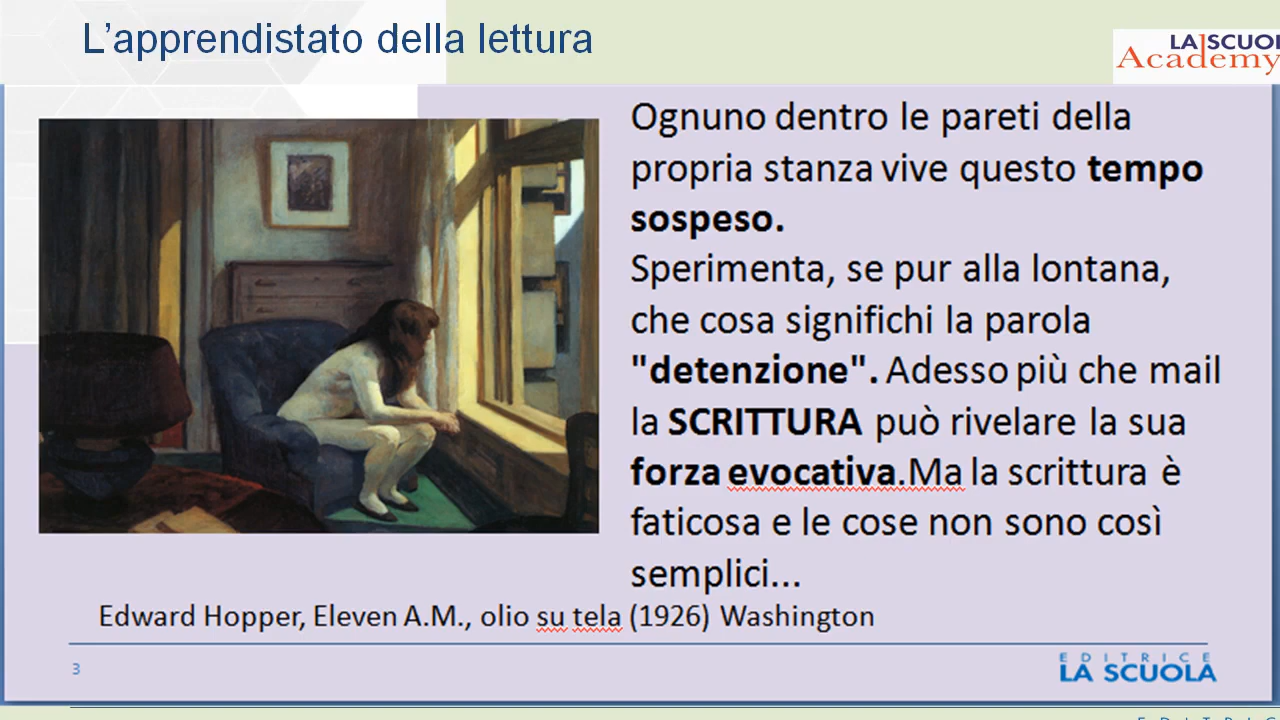 L’apprendistato della lettura
LA SCUOL
Academy
Ognuno dentro le pareti della
propria stanza vive questo tempo
sospeso.
Sperimenta, se pur alla lontana,
che cosa significhi la parola
"detenzione". Adesso più che mail
la SCRITTURA può rivelare la sua
forza evocativa.Ma la scrittura è
faticosa e le cose non sono così
semplici...
Edward Hopper, Eleven A.M., olio su tela (1926) Washington
3
EDITRICE
LA SCUOLA